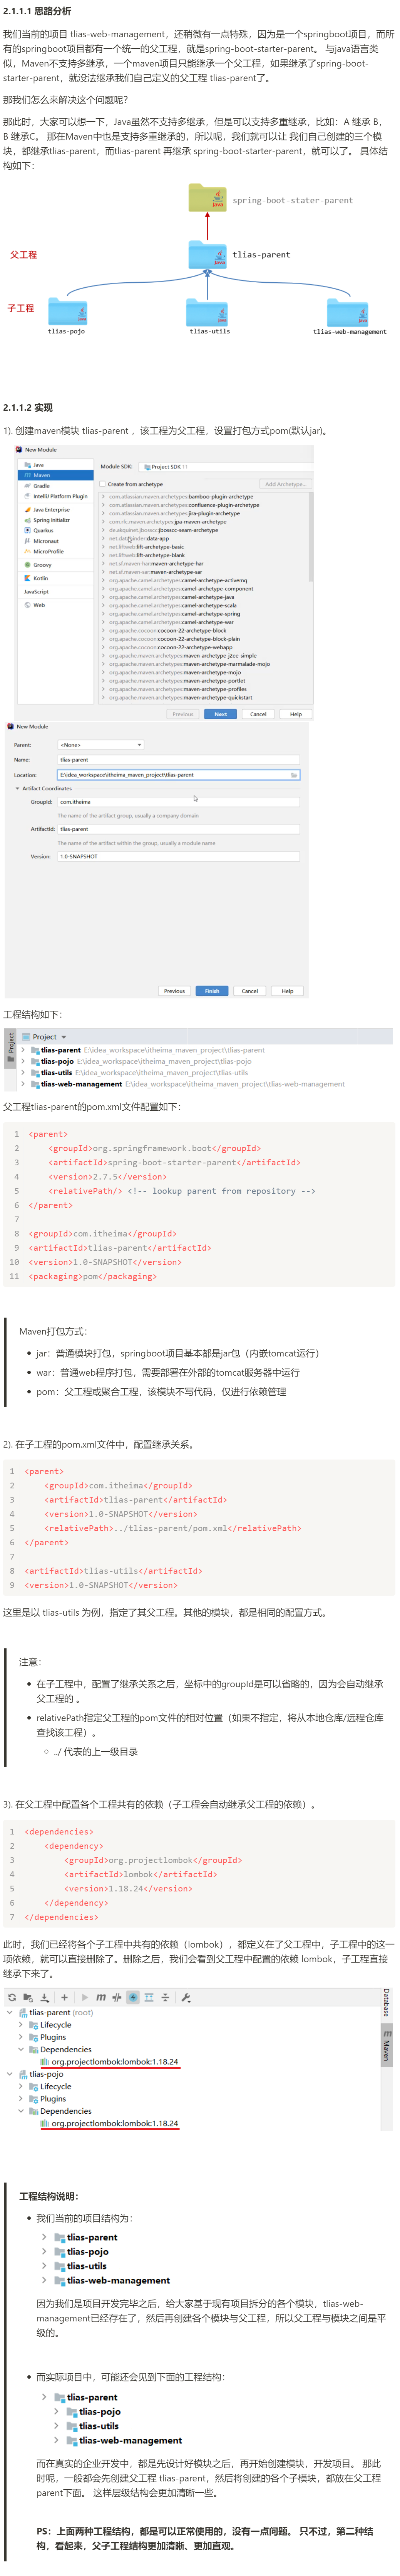 2.1.1.1 思路分析
我们当前的项目 tlias-web-management，还稍微有一点特殊，因为是一个springboot项目，而所
有的springboot项目都有一个统一的父工程，就是spring-boot-starter-parent。 与java语言类
似，Maven不支持多继承，一个maven项目只能继承一个父工程，如果继承了spring-boot-
starter-parent，就没法继承我们自己定义的父工程 tlias-parent了。
那我们怎么来解决这个问题呢？
那此时，大家可以想一下，Java虽然不支持多继承，但是可以支持多重继承，比如：A 继承 B，
B 继承C。 那在Maven中也是支持多重继承的，所以呢，我们就可以让 我们自己创建的三个模
块，都继承tlias-parent，而tlias-parent 再继承 spring-boot-starter-parent，就可以了。 具体结
构如下：
spring-boot-stater-parent
父工程
tlias-parent
子工程
tlias-pojo
tlias-utils
tlias-web-management
2.1.1.2 实现
1). 创建maven模块 tlias-parent ，该工程为父工程，设置打包方式pom(默认jar)。
New Module
Java
Maven
Gradle
IntelliJ Platform Plugin
Java Enterprise
Spring Initializr
Quarkus
Micronaut
MicroProfile
Groovy
Kotlin
JavaScript
Web
Module SDK: Project SDK 11
Create from archetype
Add Archetype...
com.atlassian.maven.archetypes:bamboo-plugin-archetype
com.atlassian.maven.archetypes:confluence-plugin-archetype
com.atlassian.maven.archetypes:jira-plugin-archetype
com.rfc.maven.archetypes:jpa-maven-archetype
de.akquinet.jbosscc:jbosscc-seam-archetype
net.databinder:data-app
net.liftweb:lift-archetype-basic
net.liftweb:lift-archetype-blank
net.sf.maven-har:maven-archetype-har
net.sf.maven-sar:maven-archetype-sar
org.apache.camel.archetypes:camel-archetype-activemq
org.apache.camel.archetypes:camel-archetype-component
org.apache.camel.archetypes:camel-archetype-java
org.apache.camel.archetypes:camel-archetype-scala
org.apache.camel.archetypes:camel-archetype-spring
org.apache.camel.archetypes:camel-archetype-war
org.apache.cocoon:cocoon-22-archetype-block
org.apache.cocoon:cocoon-22-archetype-block-plain
org.apache.cocoon:cocoon-22-archetype-webapp
org.apache.maven.archetypes:maven-archetype-j2ee-simple
org.apache.maven.archetypes:maven-archetype-marmalade-mojo
org.apache.maven.archetypes:maven-archetype-mojo
org.apache.maven.archetypes:maven-archetype-portlet
org.apache.maven.archetypes:maven-archetype-profiles
org.apache.maven.archetypes:maven-archetype-quickstart
Previous Next Cancel Help
New Module
Parent: <None>
Name: tlias-parent
Location: E:\idea_workspace\itheima_maven_project\tlias-parent
Artifact Coordinates
GroupId: com.itheima
The name of the artifact group, usually a company domain
ArtifactId: tlias-parent
The name of the artifact within the group, usually a module name
Version: 1.0-SNAPSHOT
Previous Finish Cancel Help
工程结构如下：
Project
Project
tlias-parent E:\idea_workspace\itheima_maven_project\tlias-parent
tlias-pojo E:\idea_workspace\itheima_maven_project\tlias-pojo
tlias-utils E:\idea_workspace\itheima_maven_project\tlias-utils
tlias-web-management E:\idea_workspace\itheima_maven_project\tlias-web-management
父工程tlias-parent的pom.xml文件配置如下：
1 <parent>
2 <groupId>org.springframework.boot</groupId>
3 <artifactId>spring-boot-starter-parent</artifactId>
4 <version>2.7.5</version>
5 <relativePath/> <!-- lookup parent from repository -->
6 </parent>
7
8 <groupId>com.itheima</groupId>
9 <artifactId>tlias-parent</artifactId>
10 <version>1.0-SNAPSHOT</version>
11 <packaging>pom</packaging>
Maven打包方式：
jar：普通模块打包，springboot项目基本都是jar包（内嵌tomcat运行）
war：普通web程序打包，需要部署在外部的tomcat服务器中运行
pom：父工程或聚合工程，该模块不写代码，仅进行依赖管理
2). 在子工程的pom.xml文件中，配置继承关系。
1 <parent>
2 <groupId>com.itheima</groupId>
3 <artifactId>tlias-parent</artifactId>
4 <version>1.0-SNAPSHOT</version>
5 <relativePath>../tlias-parent/pom.xml</relativePath>
6 </parent>
7
8 <artifactId>tlias-utils</artifactId>
9 <version>1.0-SNAPSHOT</version>
这里是以 tlias-utils 为例，指定了其父工程。其他的模块，都是相同的配置方式。
注意：
在子工程中，配置了继承关系之后，坐标中的groupId是可以省略的，因为会自动继承
父工程的 。
relativePath指定父工程的pom文件的相对位置（如果不指定，将从本地仓库/远程仓库
查找该工程）。
../ 代表的上一级目录
3). 在父工程中配置各个工程共有的依赖（子工程会自动继承父工程的依赖）。
1 <dependencies>
2 <dependency>
3 <groupId>org.projectlombok</groupId>
4 <artifactId>lombok</artifactId>
5 <version>1.18.24</version>
6 </dependency>
7 </dependencies>
此时，我们已经将各个子工程中共有的依赖（lombok），都定义在了父工程中，子工程中的这一
项依赖，就可以直接删除了。删除之后，我们会看到父工程中配置的依赖 lombok，子工程直接
继承下来了。
tlias-parent (root)
Lifecycle
Plugins
Dependencies
org.projectlombok:lombok:1.18.24
tlias-pojo
Lifecycle
Plugins
Dependencies
org.projectlombok:lombok:1.18.24
Database
Maven
工程结构说明：
我们当前的项目结构为：
tlias-parent
tlias-pojo
tlias-utils
tlias-web-management
因为我们是项目开发完毕之后，给大家基于现有项目拆分的各个模块，tlias-web-
management已经存在了，然后再创建各个模块与父工程，所以父工程与模块之间是平
级的。
而实际项目中，可能还会见到下面的工程结构：
tlias-parent
tlias-pojo
tlias-utils
tlias-web-management
而在真实的企业开发中，都是先设计好模块之后，再开始创建模块，开发项目。 那此
时呢，一般都会先创建父工程 tlias-parent，然后将创建的各个子模块，都放在父工程
parent下面。 这样层级结构会更加清晰一些。
PS：上面两种工程结构，都是可以正常使用的，没有一点问题。 只不过，第二种结
构，看起来，父子工程结构更加清晰、更加直观。